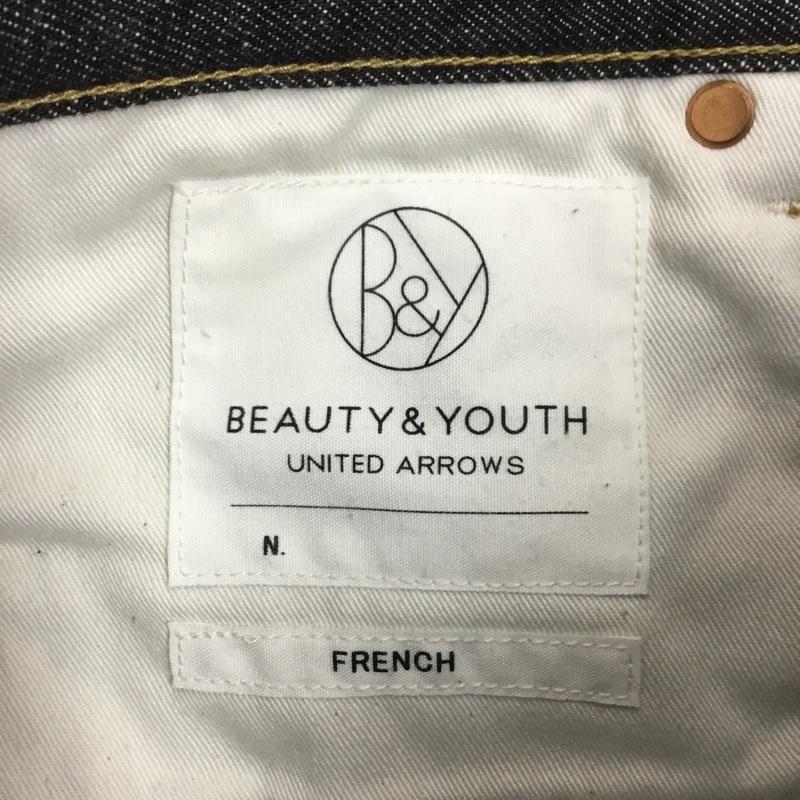 B&Y
BEAUTY & YOUTH
UNITED ARROWS
N.
FRENCH